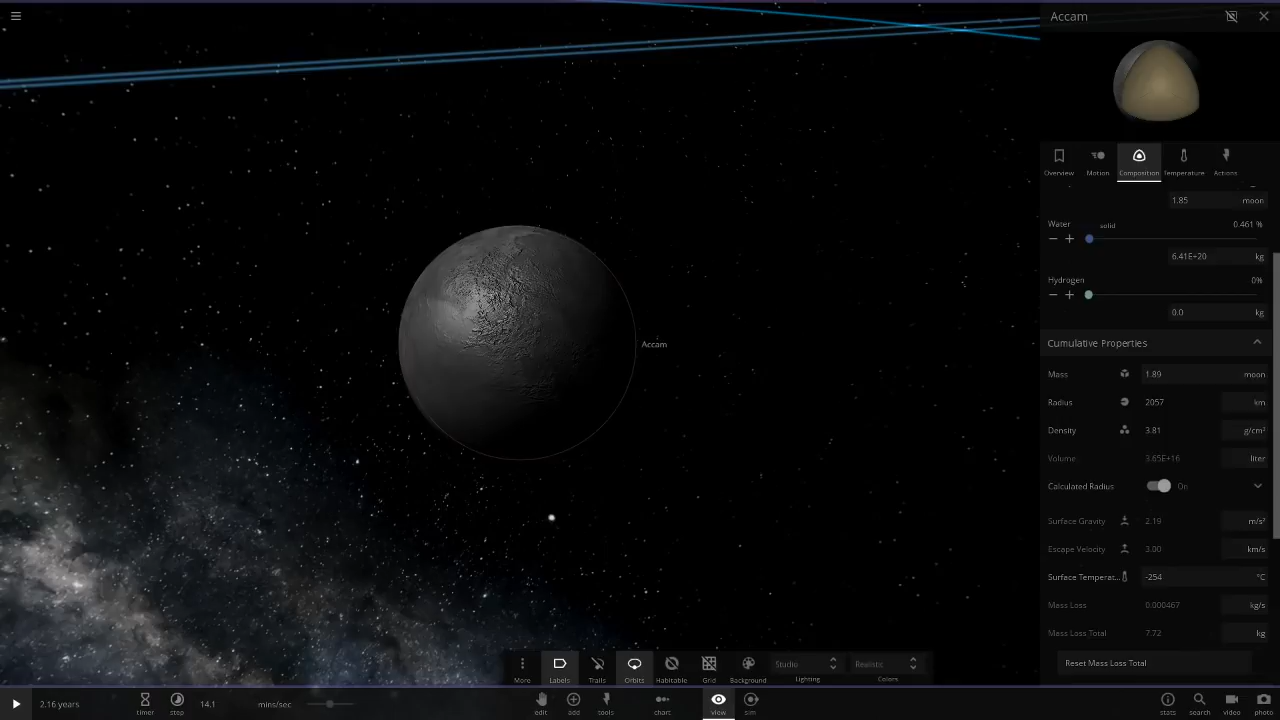 Accam
Overview
Motion
Composition
Temperature
Actions
1.85 moon
Water solid 0.461 %
6.41E+20 kg
Hydrogen 0%
0.0 kg
Cumulative Properties
Mass 1.89 moon
Radius 2057 km
Density 3.81 g/cm³
Volume 3.65E+16 liter
Calculated Radius On
Surface Gravity 2.19 m/s²
Escape Velocity 3.00 km/s
Surface Temperat... -254 °C
Mass Loss 0.000467 kg/s
Mass Loss Total 7.72 kg
Reset Mass Loss Total
Accam
More
Labels
Trails
Orbits
Habitable
Grid
Background
Studio
Lighting
Realistic
Colors
2.16 years
timer
step
14.1 mins/sec
edit
add
tools
chart
view
sim
stats
search
video
photo